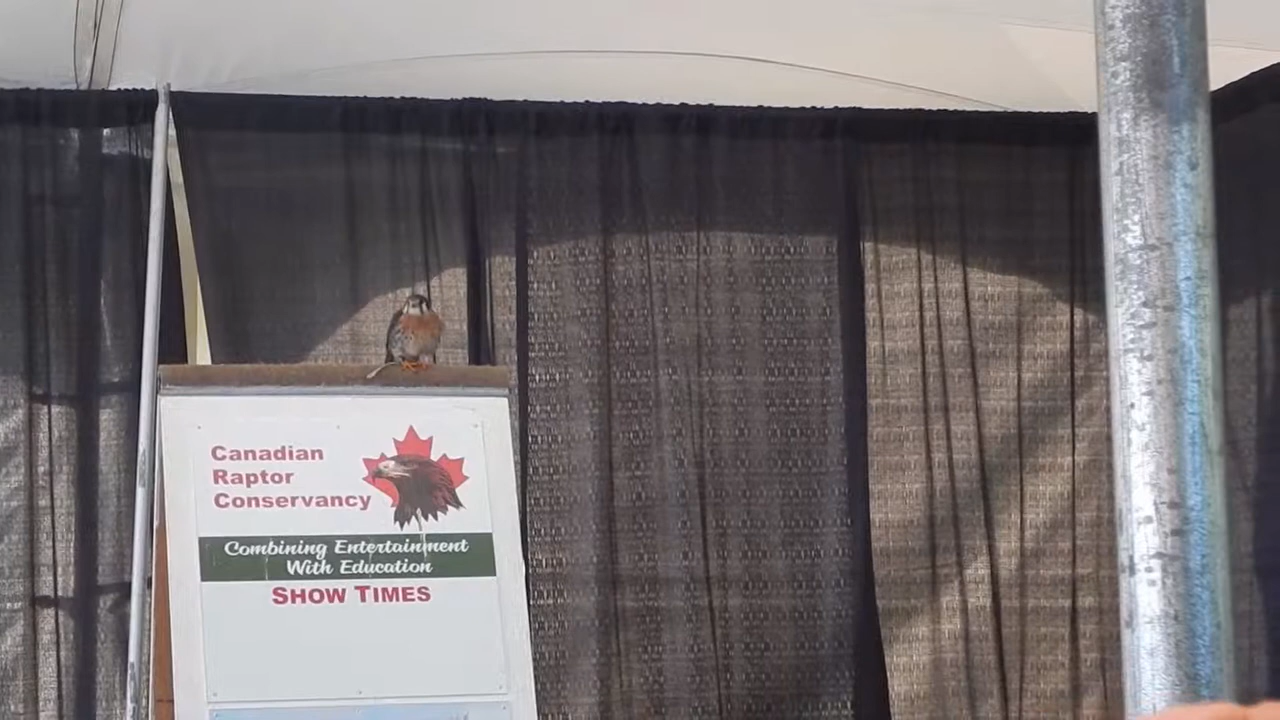 Canadian
Raptor
Conservancy
Combining Entertainment
With Education
SHOW TIMES